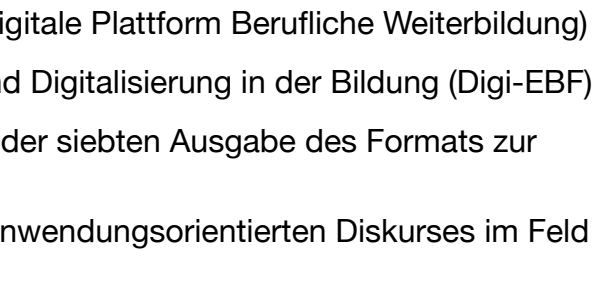 igitale Plattform Berufliche Weiterbildung)
d Digitalisierung in der Bildung (Digi-EBF)
der siebten Ausgabe des Formats zur
nwendungsorientierten Diskurses im Feld